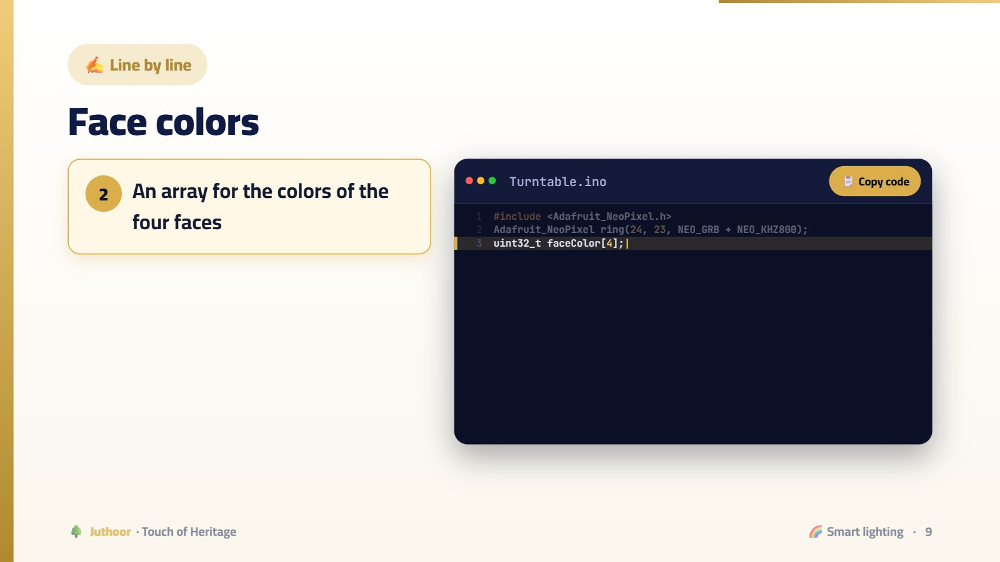 ✍️ Line by line
Face colors
2
An array for the colors of the
four faces
Turntable.ino
📋 Copy code
1 #include <Adafruit_NeoPixel.h>
2 Adafruit_NeoPixel ring(24, 23, NEO_GRB + NEO_KHZ800);
3 uint32_t faceColor[4];
🌳 Juthoor · Touch of Heritage
🌈 Smart lighting · 9